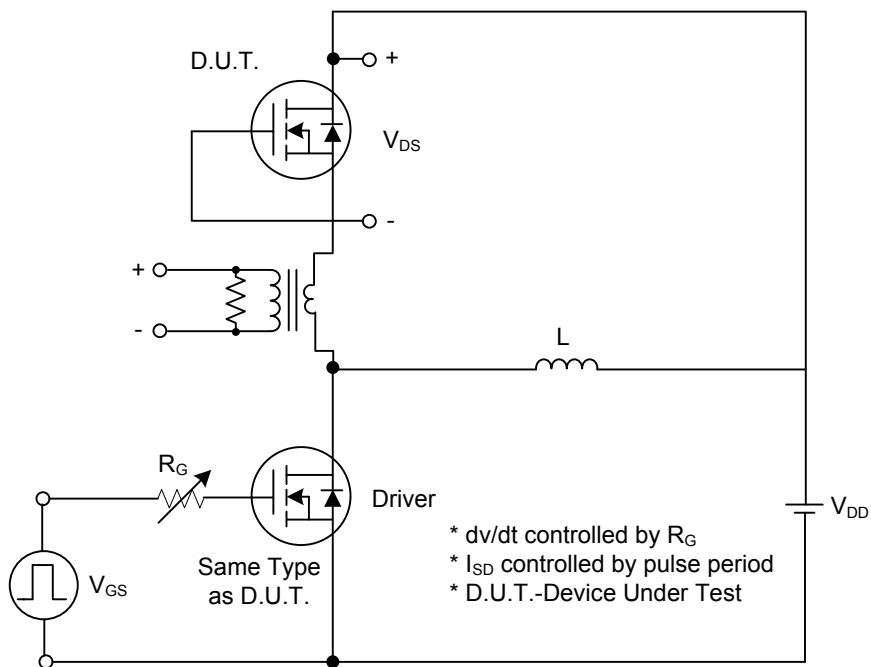 D.U.T.
+
V_DS
-
+
-
L
R_G
Driver
V_DD
Same Type
as D.U.T.
V_GS
* dv/dt controlled by R_G
* I_SD controlled by pulse period
* D.U.T.-Device Under Test